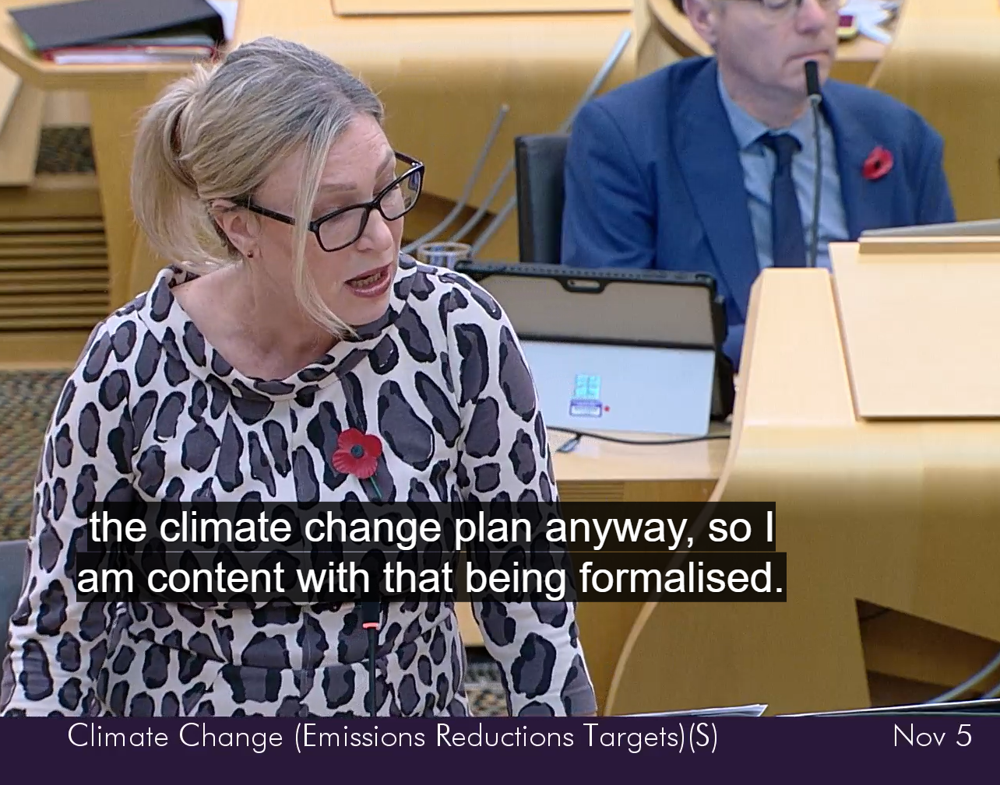 the climate change plan anyway, so I
am content with that being formalised.
Climate Change (Emissions Reductions Targets)(S)
Nov 5